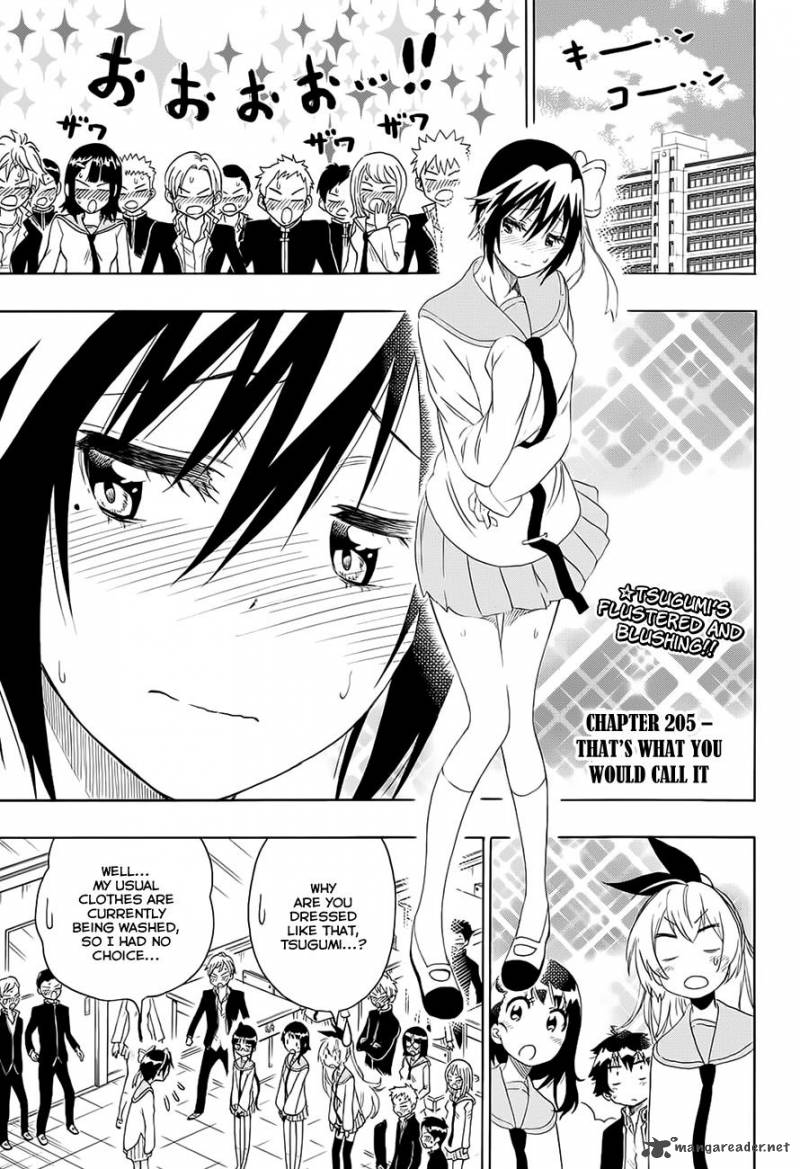 キーーン
コーーン
おおおお…!!
ザワ
ザワ
ザワ
☆TSUGUMI'S
FLUSTERED AND
BLUSHING!!
CHAPTER 205 –
THAT'S WHAT YOU
WOULD CALL IT
WHY
ARE YOU
DRESSED
LIKE THAT,
TSUGUMI...?
WELL...
MY USUAL
CLOTHES ARE
CURRENTLY
BEING WASHED,
SO I HAD NO
CHOICE...
mangareader.net